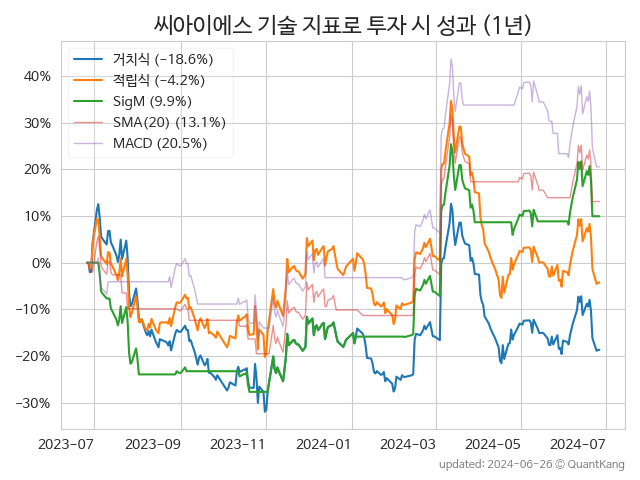 씨아이에스 기술 지표로 투자 시 성과 (1년)
거치식 (−18.6%)
적립식 (−4.2%)
SigM (9.9%)
SMA(20) (13.1%)
MACD (20.5%)
40%
30%
20%
10%
0%
−10%
−20%
−30%
2023-07
2023-09
2023-11
2024-01
2024-03
2024-05
2024-07
updated: 2024-06-26 ⓒ QuantKang